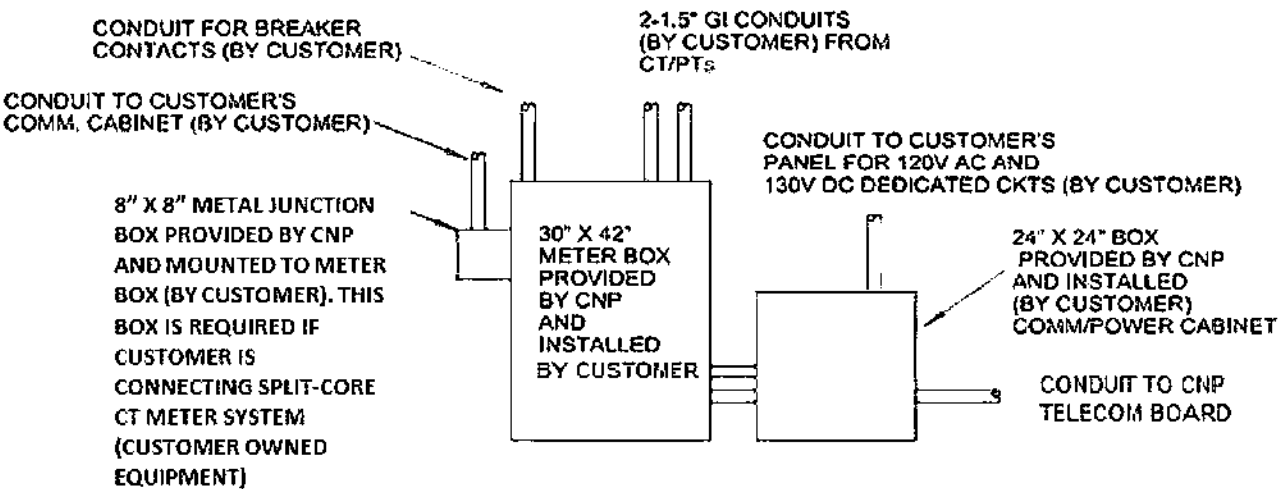 CONDUIT FOR BREAKER
CONTACTS (BY CUSTOMER)
2-1.5" GI CONDUITS
(BY CUSTOMER) FROM
CT/PTs
CONDUIT TO CUSTOMER'S
COMM. CABINET (BY CUSTOMER)
CONDUIT TO CUSTOMER'S
PANEL FOR 120V AC AND
130V DC DEDICATED CKTS (BY CUSTOMER)
8" X 8" METAL JUNCTION
BOX PROVIDED BY CNP
AND MOUNTED TO METER
BOX (BY CUSTOMER). THIS
BOX IS REQUIRED IF
CUSTOMER IS
CONNECTING SPLIT-CORE
CT METER SYSTEM
(CUSTOMER OWNED
EQUIPMENT)
30" X 42"
METER BOX
PROVIDED
BY CNP
AND
INSTALLED
BY CUSTOMER
24" X 24" BOX
PROVIDED BY CNP
AND INSTALLED
(BY CUSTOMER)
COMM/POWER CABINET
CONDUIT TO CNP
TELECOM BOARD